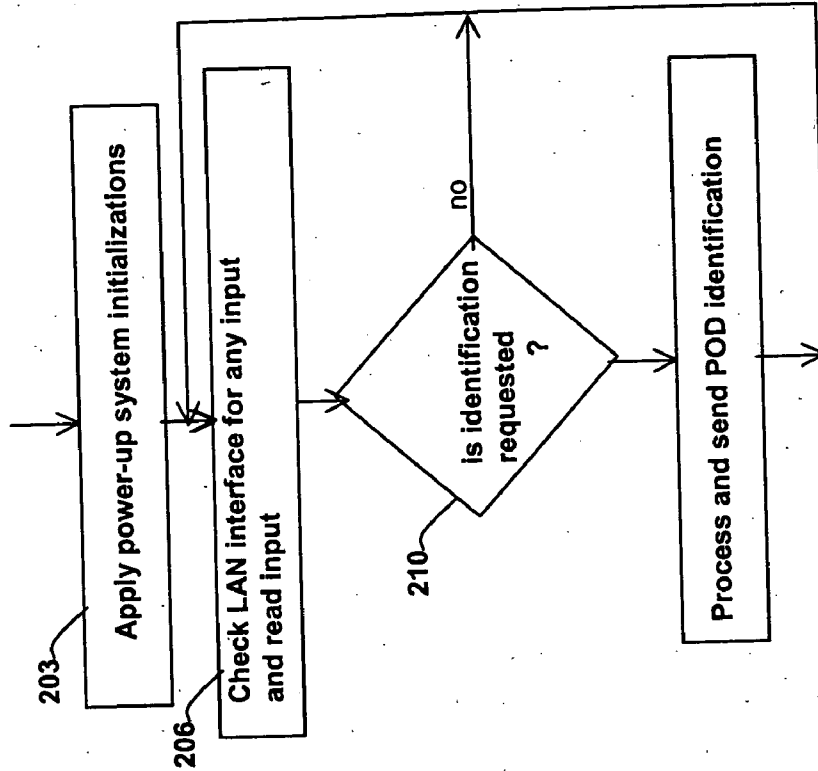 203
Apply power-up system initializations
206
Check LAN interface for any input
and read input
210
is identification
requested
?
no
Process and send POD identification